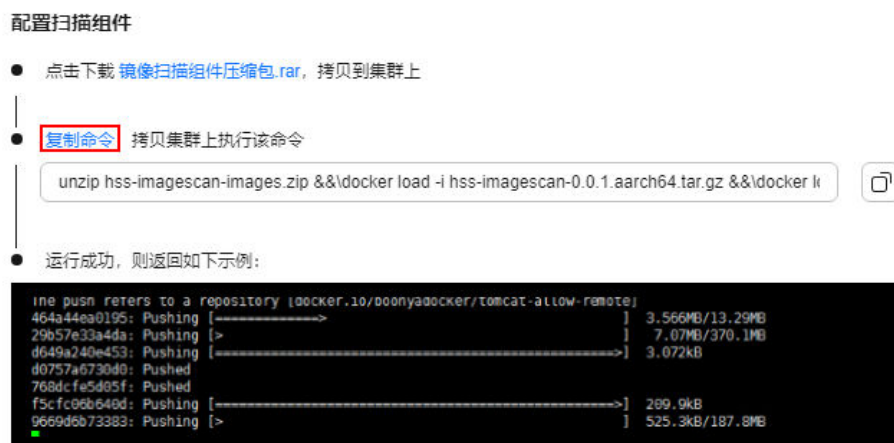 配置扫描组件
点击下载 镜像扫描组件压缩包.rar，拷贝到集群上
复制命令 拷贝集群上执行该命令
unzip hss-imagescan-images.zip &&\docker load -i hss-imagescan-0.0.1.aarch64.tar.gz &&\docker lo
运行成功，则返回如下示例：
The push refers to a repository [docker.io/boonyadocker/tomcat-allow-remote]
464a44ea0195: Pushing [==============>                                    ] 3.566MB/13.29MB
29b57e33a4da: Pushing [>                                                  ] 7.07MB/370.1MB
d649a240e453: Pushing [==================================================>] 3.072kB
d0757a6730d0: Pushed
768dcfe5d05f: Pushed
f5cfc06b640d: Pushing [==================================================>] 209.9kB
9669d6b73383: Pushing [>                                                  ] 525.3kB/187.8MB